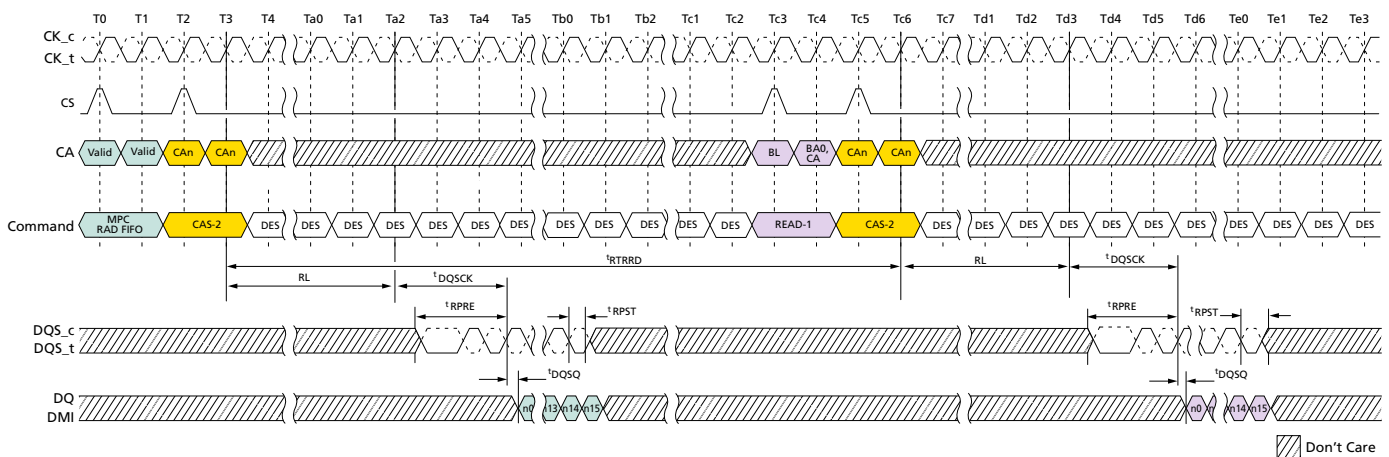 T0 T1 T2 T3 T4 Ta0 Ta1 Ta2 Ta3 Ta4 Ta5 Tb0 Tb1 Tb2 Tc1 Tc2 Tc3 Tc4 Tc5 Tc6 Tc7 Td1 Td2 Td3 Td4 Td5 Td6 Te0 Te1 Te2 Te3
CK_c
CK_t
CS
CA Valid Valid CAn CAn BL BA0, CA CAn CAn
Command MPC RAD FIFO CAS-2 DES DES DES DES DES DES DES DES DES DES DES DES READ-1 CAS-2 DES DES DES DES DES DES DES DES DES DES DES
tRTRRD
RL tDQSCK RL tDQSCK
tRPRE tRPST tRPRE tRPST
DQS_c
DQS_t
tDQSQ tDQSQ
DQ
DMI
n0 n13 n14 n15 n0 n n14 n15
Don't Care